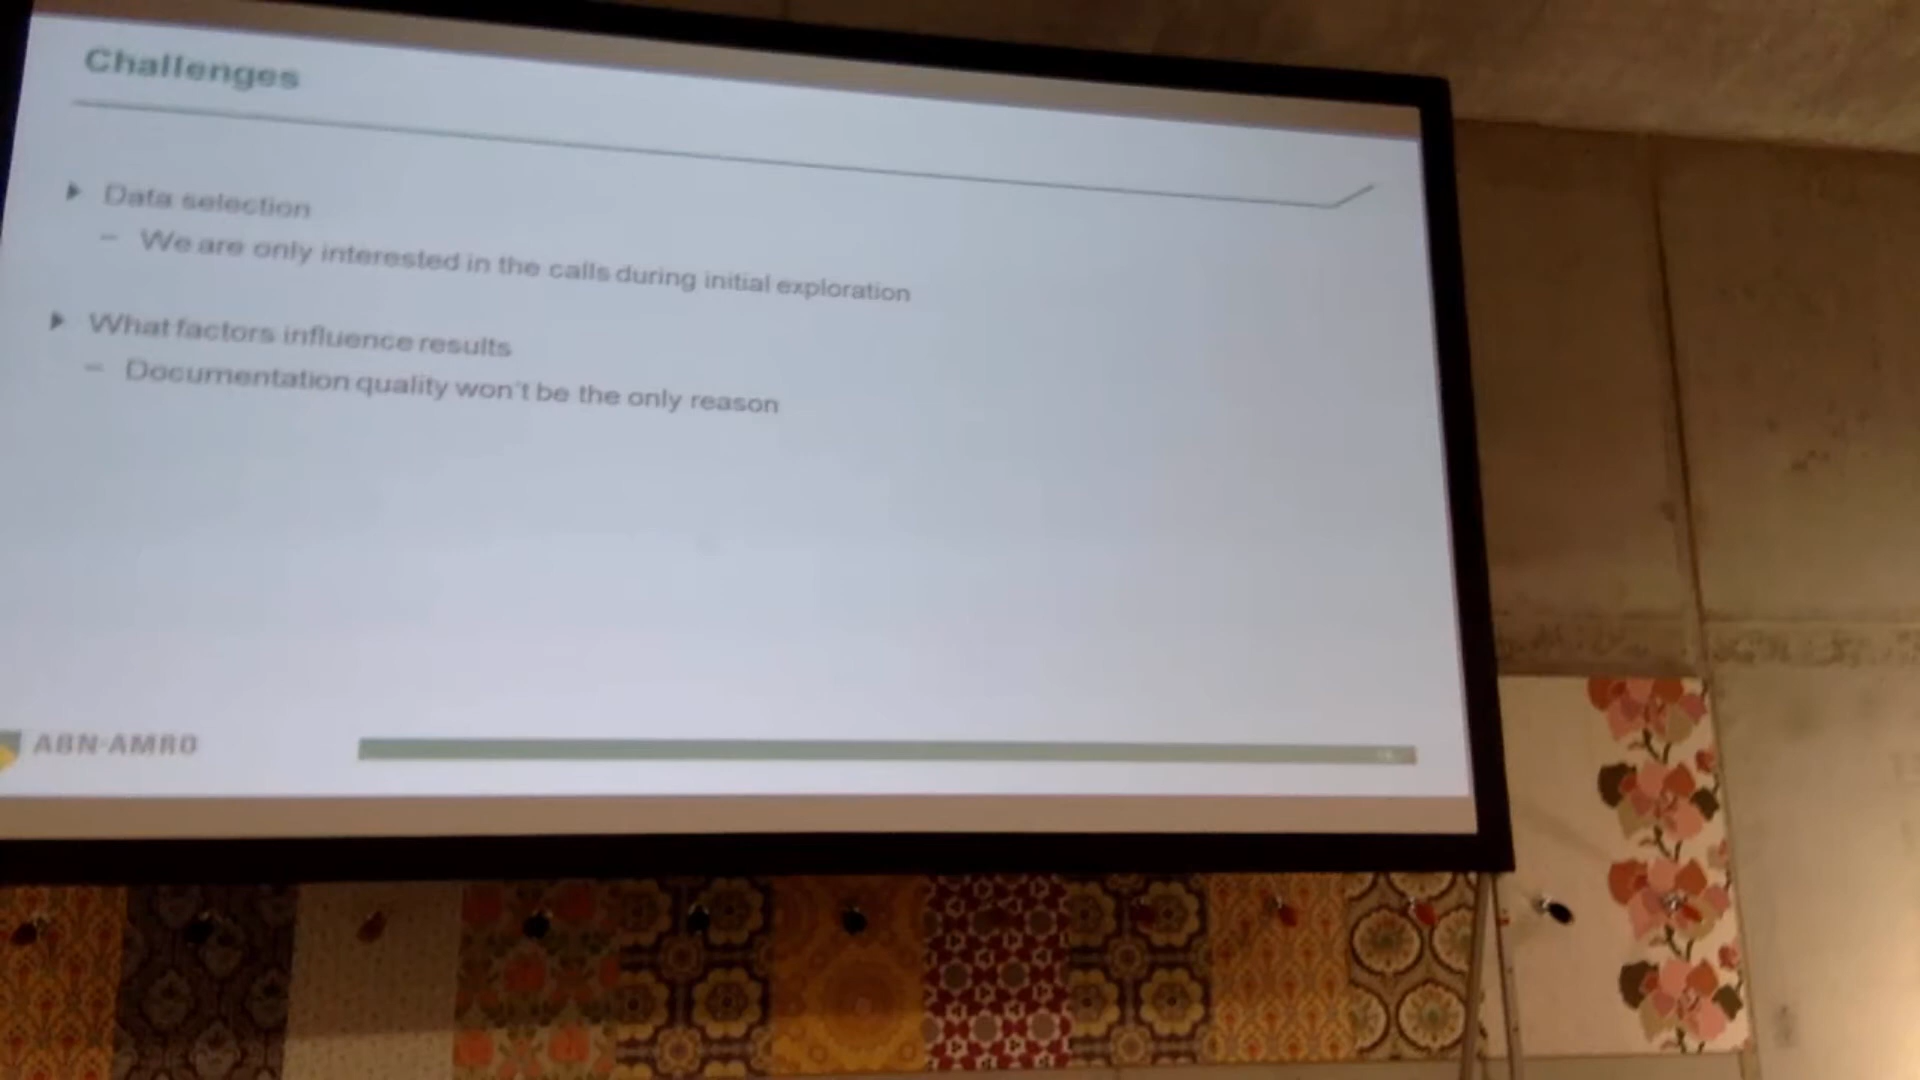 Challenges
Data selection
– We are only interested in the calls during initial exploration
What factors influence results
– Documentation quality won't be the only reason
ABN·AMRO